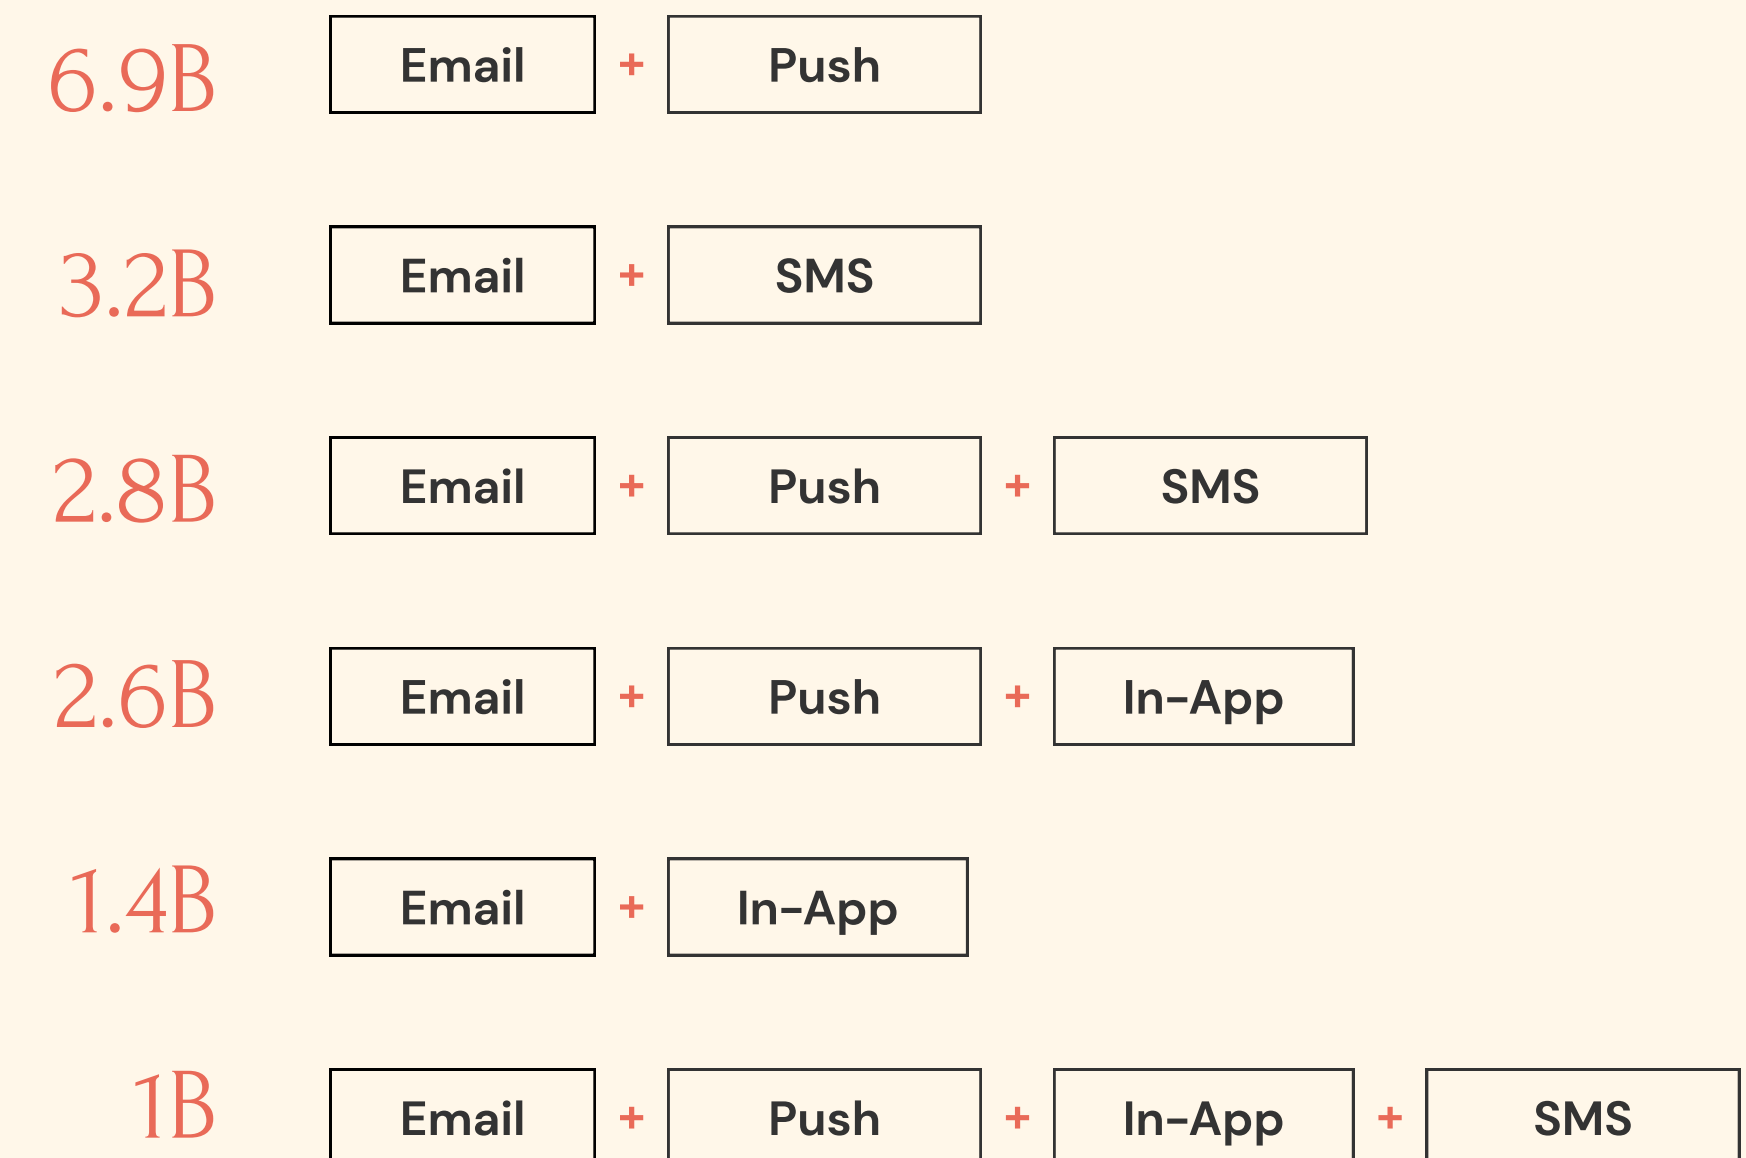 6.9B Email + Push
3.2B Email + SMS
2.8B Email + Push + SMS
2.6B Email + Push + In-App
1.4B Email + In-App
1B Email + Push + In-App + SMS